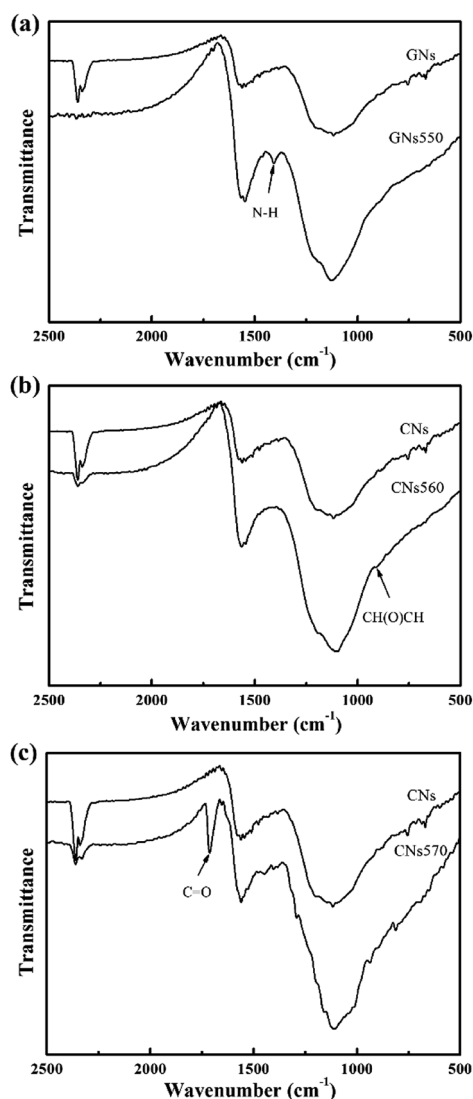 (a)
GNs
GNs550
N-H
Transmittance
2500 2000 1500 1000 500
Wavenumber (cm⁻¹)
(b)
CNs
CNs560
CH(O)CH
Transmittance
2500 2000 1500 1000 500
Wavenumber (cm⁻¹)
(c)
CNs
CNs570
C=O
Transmittance
2500 2000 1500 1000 500
Wavenumber (cm⁻¹)